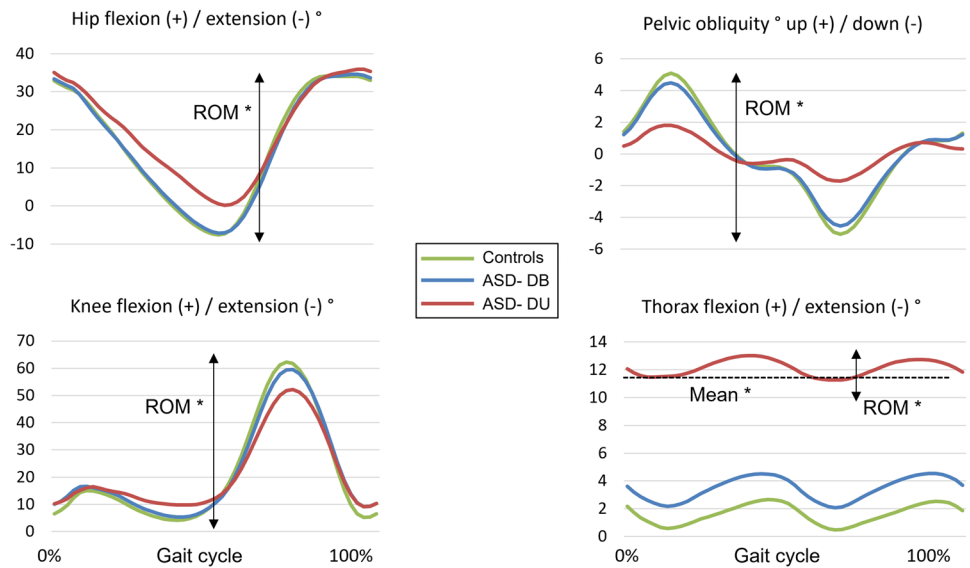 Hip flexion (+) / extension (-) °
40
30
20
10
0
-10
ROM *
Pelvic obliquity ° up (+) / down (-)
6
4
2
0
-2
-4
-6
ROM *
Controls
ASD- DB
ASD- DU
Knee flexion (+) / extension (-) °
70
60
50
40
30
20
10
0
ROM *
0% Gait cycle 100%
Thorax flexion (+) / extension (-) °
14
12
10
8
6
4
2
0
Mean *
ROM *
0% Gait cycle 100%